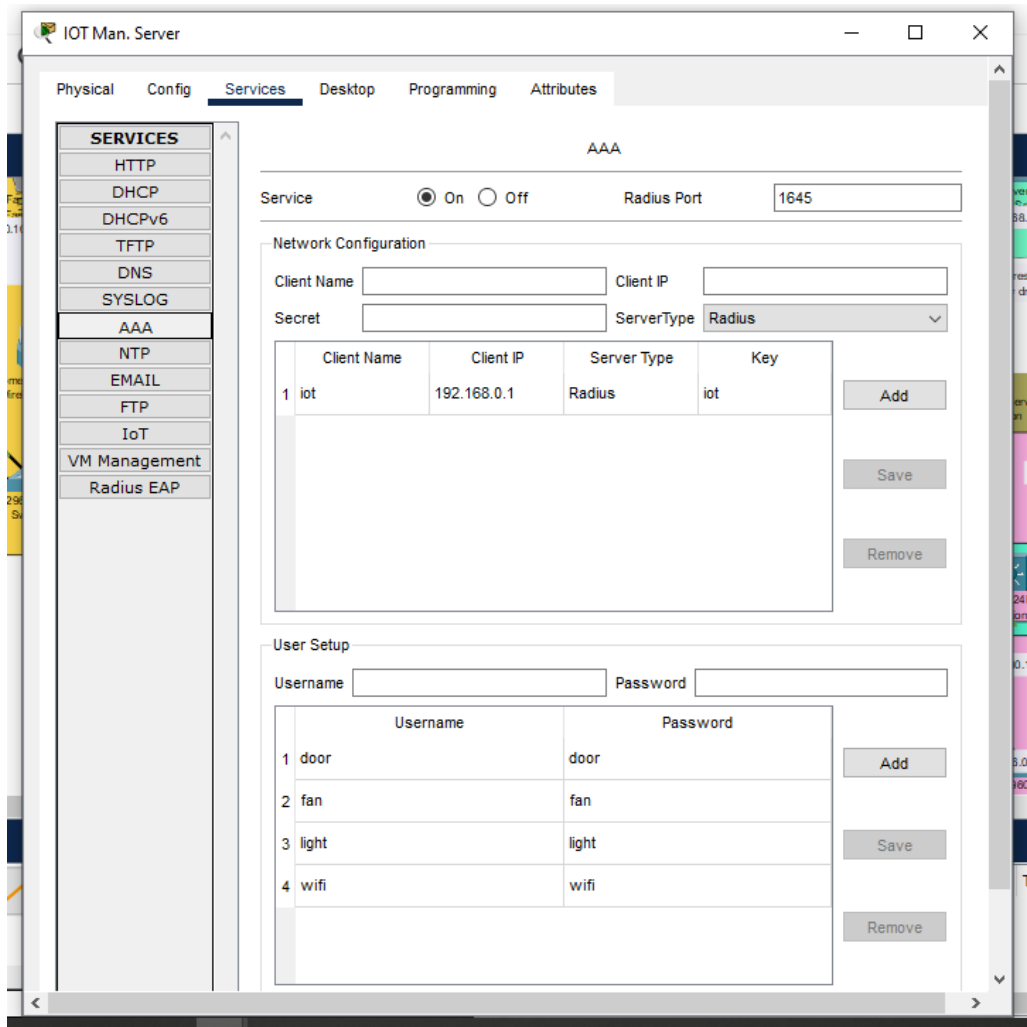 IOT Man. Server
Physical Config Services Desktop Programming Attributes
SERVICES
HTTP
DHCP
DHCPv6
TFTP
DNS
SYSLOG
AAA
NTP
EMAIL
FTP
IoT
VM Management
Radius EAP
AAA
Service On Off Radius Port 1645
Network Configuration
Client Name Client IP
Secret ServerType Radius
Client Name Client IP Server Type Key
1 iot 192.168.0.1 Radius iot
Add
Save
Remove
User Setup
Username Password
Username Password
1 door door
2 fan fan
3 light light
4 wifi wifi
Add
Save
Remove